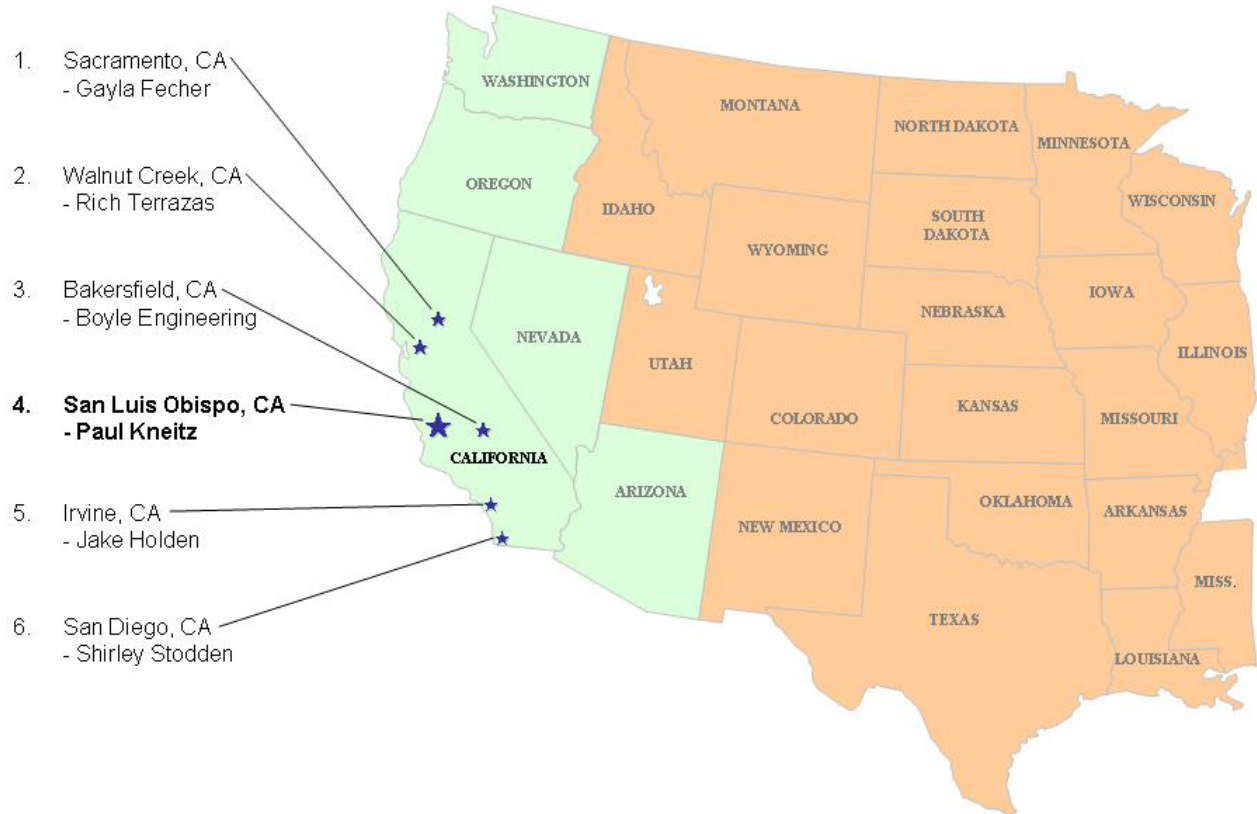 1. Sacramento, CA
- Gayla Fecher
2. Walnut Creek, CA
- Rich Terrazas
3. Bakersfield, CA
- Boyle Engineering
4. San Luis Obispo, CA
- Paul Kneitz
5. Irvine, CA
- Jake Holden
6. San Diego, CA
- Shirley Stodden
WASHINGTON
OREGON
NEVADA
CALIFORNIA
ARIZONA
IDAHO
MONTANA
WYOMING
UTAH
COLORADO
NEW MEXICO
NORTH DAKOTA
SOUTH
DAKOTA
NEBRASKA
KANSAS
OKLAHOMA
TEXAS
MINNESOTA
IOWA
MISSOURI
ARKANSAS
LOUISIANA
WISCONSIN
ILLINOIS
MISS.